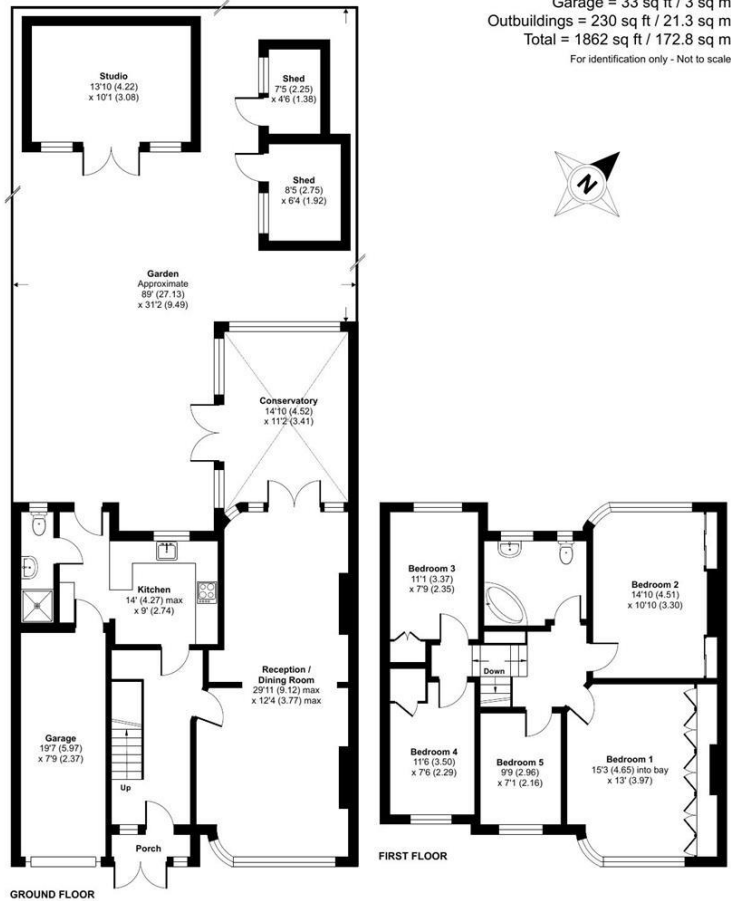 Garage = 33 sq ft / 3 sq m
Outbuildings = 230 sq ft / 21.3 sq m
Total = 1862 sq ft / 172.8 sq m
For identification only - Not to scale
Studio
13'10 (4.22)
x 10'1 (3.08)
Shed
7'5 (2.25)
x 4'6 (1.38)
Shed
8'5 (2.75)
x 6'4 (1.92)
N
Garden
Approximate
89' (27.13)
x 31'2 (9.49)
Conservatory
14'10 (4.52)
x 11'2 (3.41)
Kitchen
14' (4.27) max
x 9' (2.74)
Reception /
Dining Room
29'11 (9.12) max
x 12'4 (3.77) max
Garage
19'7 (5.97)
x 7'9 (2.37)
Up
Porch
GROUND FLOOR
Bedroom 3
11'1 (3.37)
x 7'9 (2.35)
Bedroom 2
14'10 (4.51)
x 10'10 (3.30)
Down
Bedroom 4
11'6 (3.50)
x 7'6 (2.29)
Bedroom 5
9'9 (2.96)
x 7'1 (2.16)
Bedroom 1
15'3 (4.65) into bay
x 13' (3.97)
FIRST FLOOR